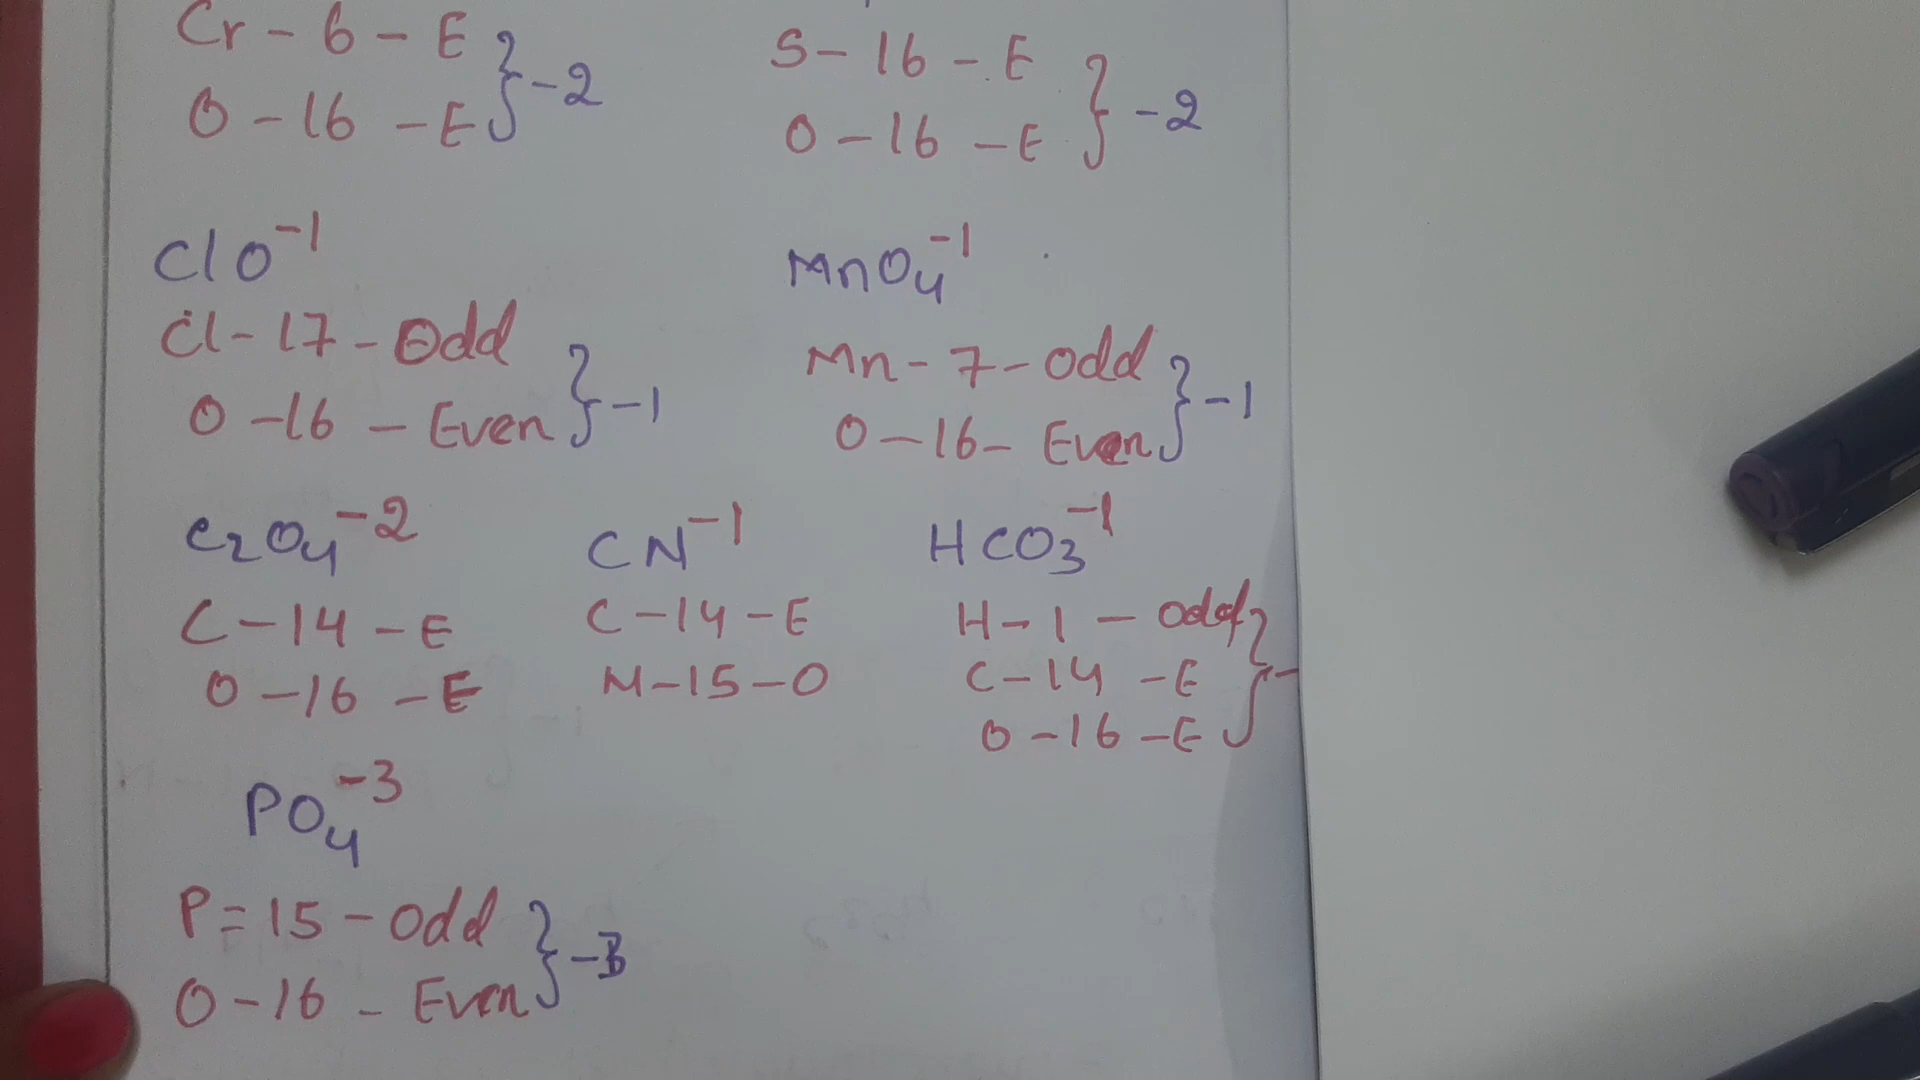 Cr - 6 - E } -2
O - 16 - E
S - 16 - E } -2
O - 16 - E
ClO-1
Cl - 17 - Odd } -1
O - 16 - Even
MnO4-1
Mn - 7 - odd } -1
O - 16 - Even
C2O4-2
C - 14 - E
O - 16 - E
CN-1
C - 14 - E
N - 15 - O
HCO3-1
H - 1 - odd } -
C - 14 - E
O - 16 - E
PO4-3
P = 15 - odd } -3
O - 16 - Even